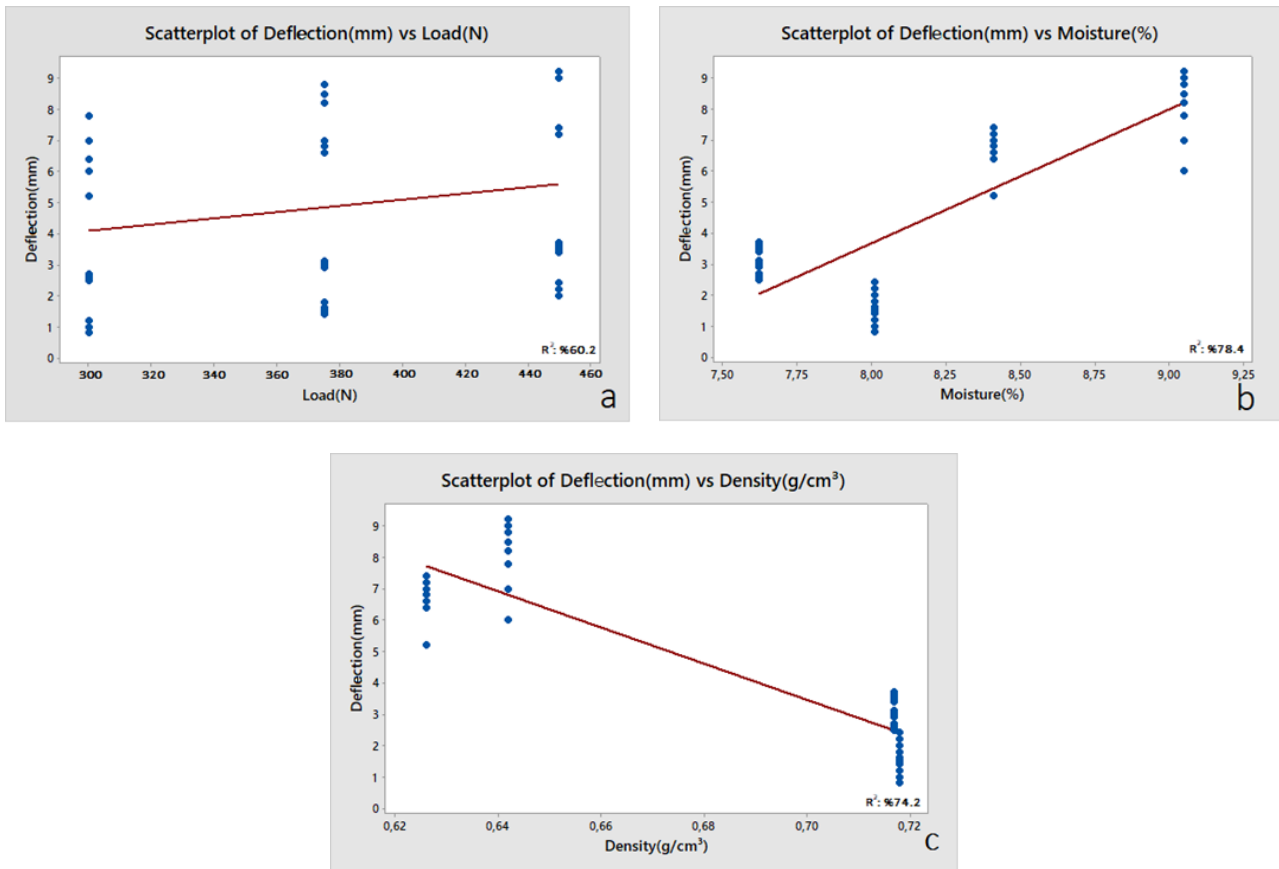 Scatterplot of Deflection(mm) vs Load(N)
Deflection(mm)
9
8
7
6
5
4
3
2
1
0
R²: %60.2
300 320 340 360 380 400 420 440 460
Load(N)
a
Scatterplot of Deflection(mm) vs Moisture(%)
Deflection(mm)
9
8
7
6
5
4
3
2
1
0
R²: %78.4
7,50 7,75 8,00 8,25 8,50 8,75 9,00 9,25
Moisture(%)
b
Scatterplot of Deflection(mm) vs Density(g/cm³)
Deflection(mm)
9
8
7
6
5
4
3
2
1
0
R²: %74.2
0,62 0,64 0,66 0,68 0,70 0,72
Density(g/cm³)
c